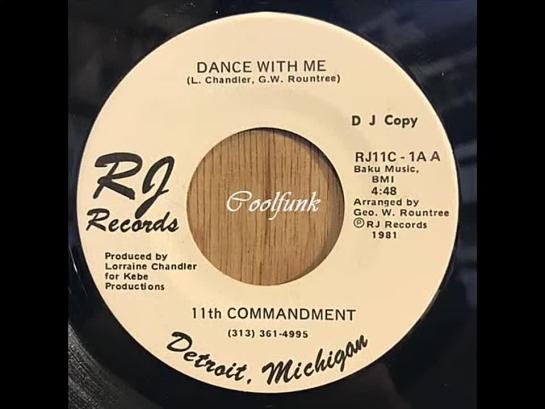 DANCE WITH ME
(L. Chandler, G.W. Rountree)
D J Copy
RJ11C - 1A A
Baku Music,
BMI
4:48
Arranged by
Geo. W. Rountree
Ⓟ RJ Records
1981
RJ
Records
Produced by
Lorraine Chandler
for Kebe
Productions
Coolfunk
11th COMMANDMENT
(313) 361-4995
Detroit, Michigan